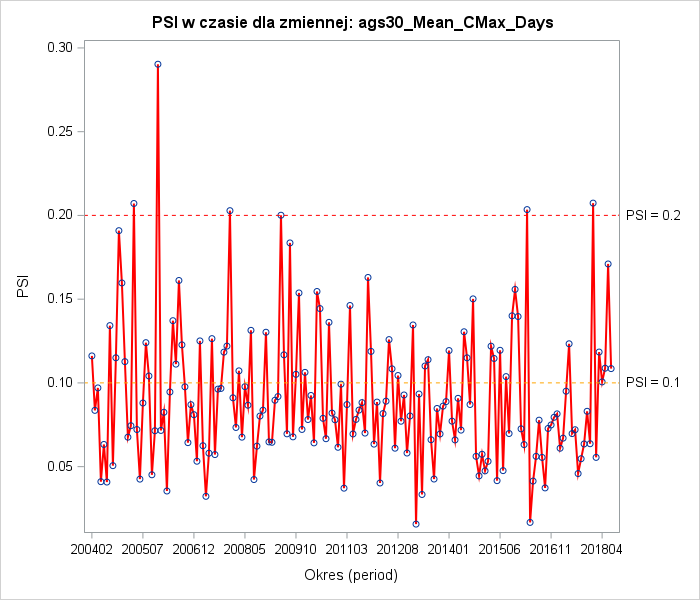 PSI w czasie dla zmiennej: ags30_Mean_CMax_Days
0.30
0.25
0.20
0.15
0.10
0.05
PSI
PSI = 0.2
PSI = 0.1
200402 200507 200612 200805 200910 201103 201208 201401 201506 201611 201804
Okres (period)